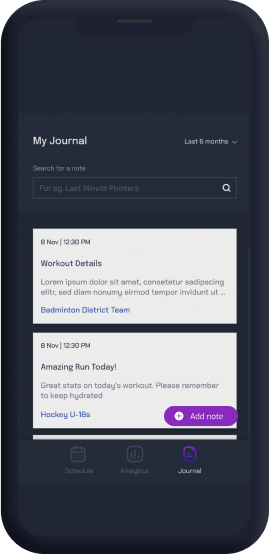 My Journal
Last 6 months
Search for a note
For eg. Last Minute Pointers
8 Nov | 12:30 PM
Workout Details
Lorem ipsum dolor sit amet, consetetur sadipscing
elitr, sed diam nonumy eirmod tempor invidunt ut ...
Badminton District Team
8 Nov | 12:30 PM
Amazing Run Today!
Great stats on today's workout. Please remember
to keep hydrated
Hockey U-18s
Add note
Schedule
Analytics
Journal